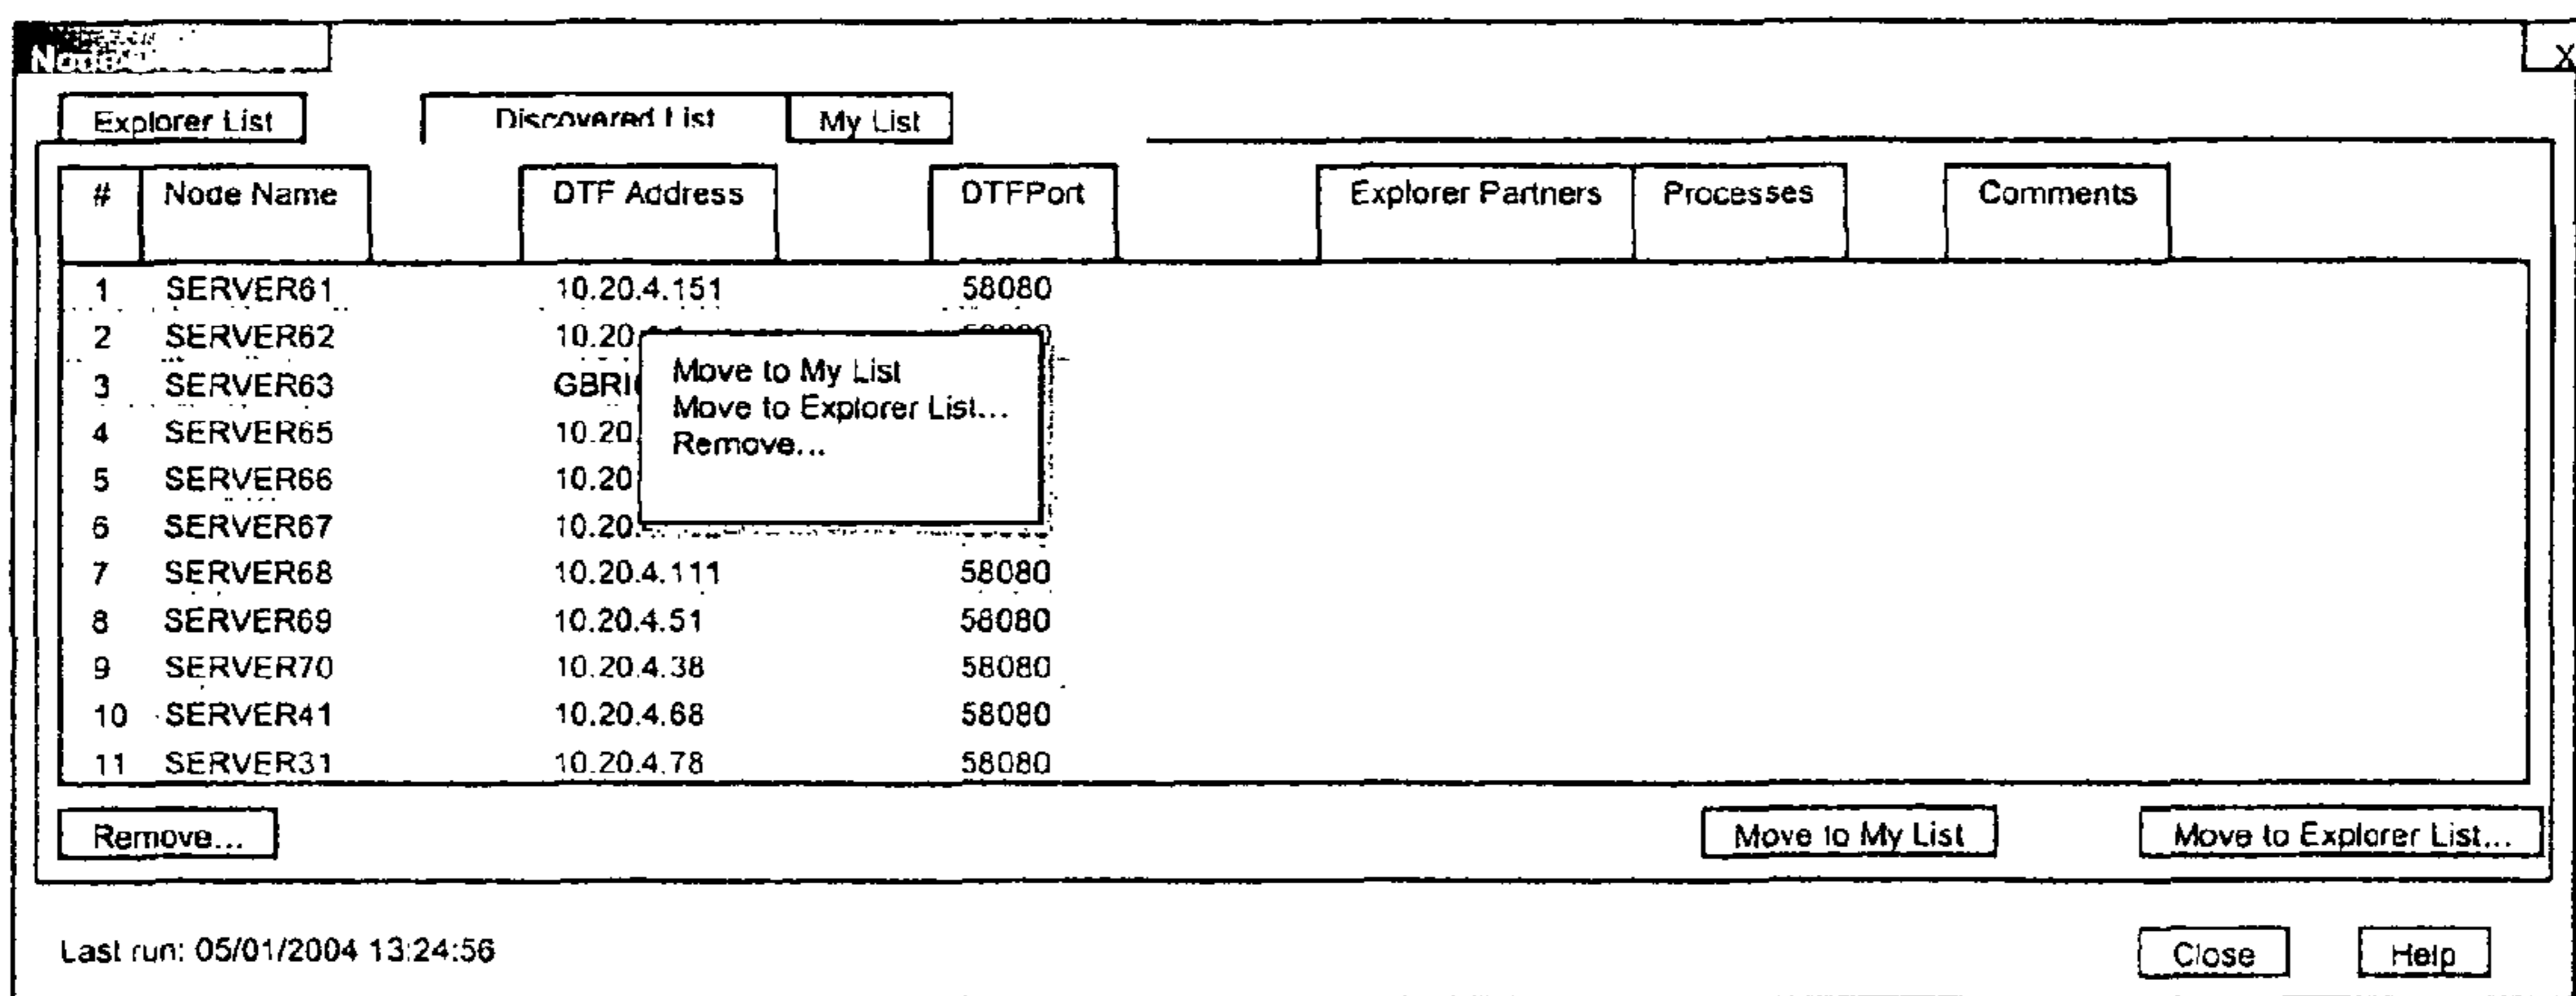 Explorer List Discovered List My List X
# Node Name DTF Address DTFPort Explorer Partners Processes Comments
1 SERVER61 10.20.4.151 58080
2 SERVER62 10.20
3 SERVER63 GBRI
4 SERVER65 10.20
5 SERVER66 10.20
6 SERVER67 10.20.
7 SERVER68 10.20.4.111 58080
8 SERVER69 10.20.4.51 58080
9 SERVER70 10.20.4.38 58080
10 SERVER41 10.20.4.68 58080
11 SERVER31 10.20.4.78 58080
Move to My List
Move to Explorer List...
Remove...
Remove... Move to My List Move to Explorer List...
Last run: 05/01/2004 13:24:56 Close Help